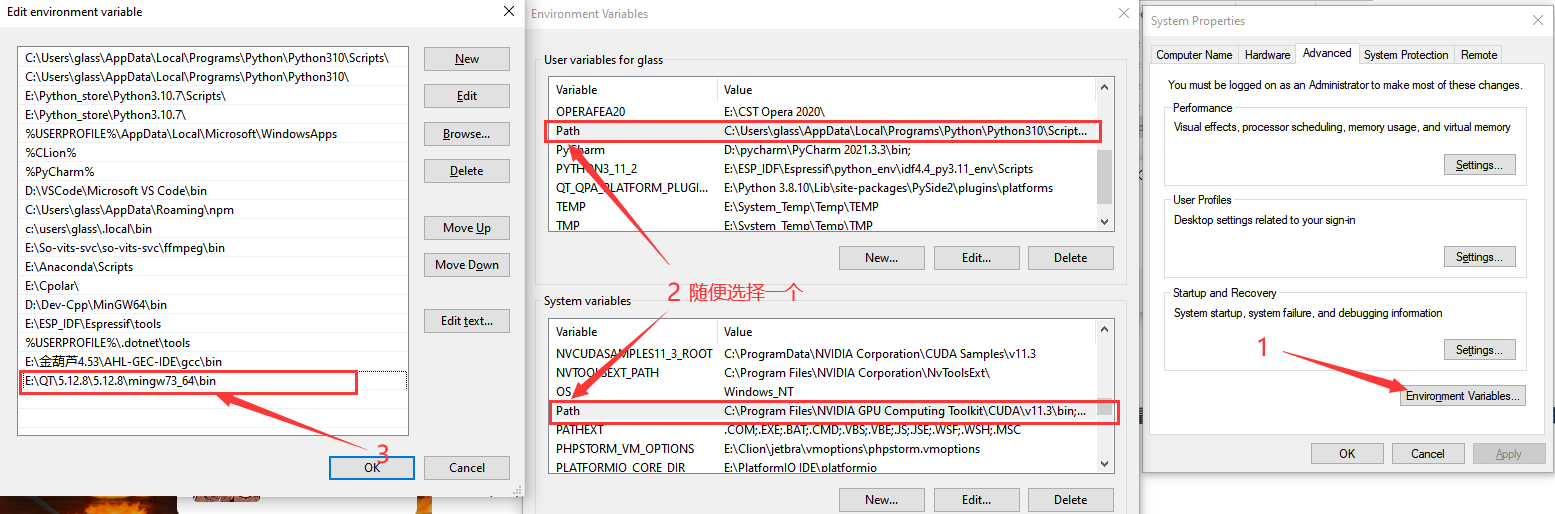 Edit environment variable
C:\Users\glass\AppData\Local\Programs\Python\Python310\Scripts\
C:\Users\glass\AppData\Local\Programs\Python\Python310\
E:\Python_store\Python3.10.7\Scripts\
E:\Python_store\Python3.10.7\
%USERPROFILE%\AppData\Local\Microsoft\WindowsApps
%CLion%
%PyCharm%
D:\VSCode\Microsoft VS Code\bin
C:\Users\glass\AppData\Roaming\npm
c:\users\glass\.local\bin
E:\So-vits-svc\so-vits-svc\ffmpeg\bin
E:\Anaconda\Scripts
E:\Cpolar\
D:\Dev-Cpp\MinGW64\bin
E:\ESP_IDF\Espressif\tools
%USERPROFILE%\.dotnet\tools
E:\金葫芦4.53\AHL-GEC-IDE\gcc\bin
E:\QT\5.12.8\5.12.8\mingw73_64\bin
New
Edit
Browse...
Delete
Move Up
Move Down
Edit text...
3
OK
Cancel
Environment Variables
User variables for glass
Variable Value
OPERAFEA20 E:\CST Opera 2020\
Path C:\Users\glass\AppData\Local\Programs\Python\Python310\Script...
PyCharm D:\pycharm\PyCharm 2021.3.3\bin;
PYTHON3_11_2 E:\ESP_IDF\Espressif\python_env\idf4.4_py3.11_env\Scripts
QT_QPA_PLATFORM_PLUGI... E:\Python 3.8.10\Lib\site-packages\PySide2\plugins\platforms
TEMP E:\System_Temp\Temp\TEMP
TMP E:\System_Temp\Temp\TMP
New... Edit... Delete
2 随便选择一个
System variables
Variable Value
NVCUDASAMPLES11_3_ROOT C:\ProgramData\NVIDIA Corporation\CUDA Samples\v11.3
NVTOOLSEXT_PATH C:\Program Files\NVIDIA Corporation\NvToolsExt\
OS Windows_NT
Path C:\Program Files\NVIDIA GPU Computing Toolkit\CUDA\v11.3\bin;...
PATHEXT .COM;.EXE;.BAT;.CMD;.VBS;.VBE;.JS;.JSE;.WSF;.WSH;.MSC
PHPSTORM_VM_OPTIONS E:\Clion\jetbra\vmoptions\phpstorm.vmoptions
PLATFORMIO_CORE_DIR E:\PlatformIO IDE\platformio
New... Edit... Delete
System Properties
Computer Name Hardware Advanced System Protection Remote
You must be logged on as an Administrator to make most of these changes.
Performance
Visual effects, processor scheduling, memory usage, and virtual memory
Settings...
User Profiles
Desktop settings related to your sign-in
Settings...
Startup and Recovery
System startup, system failure, and debugging information
Settings...
1
Environment Variables...
OK Cancel Apply